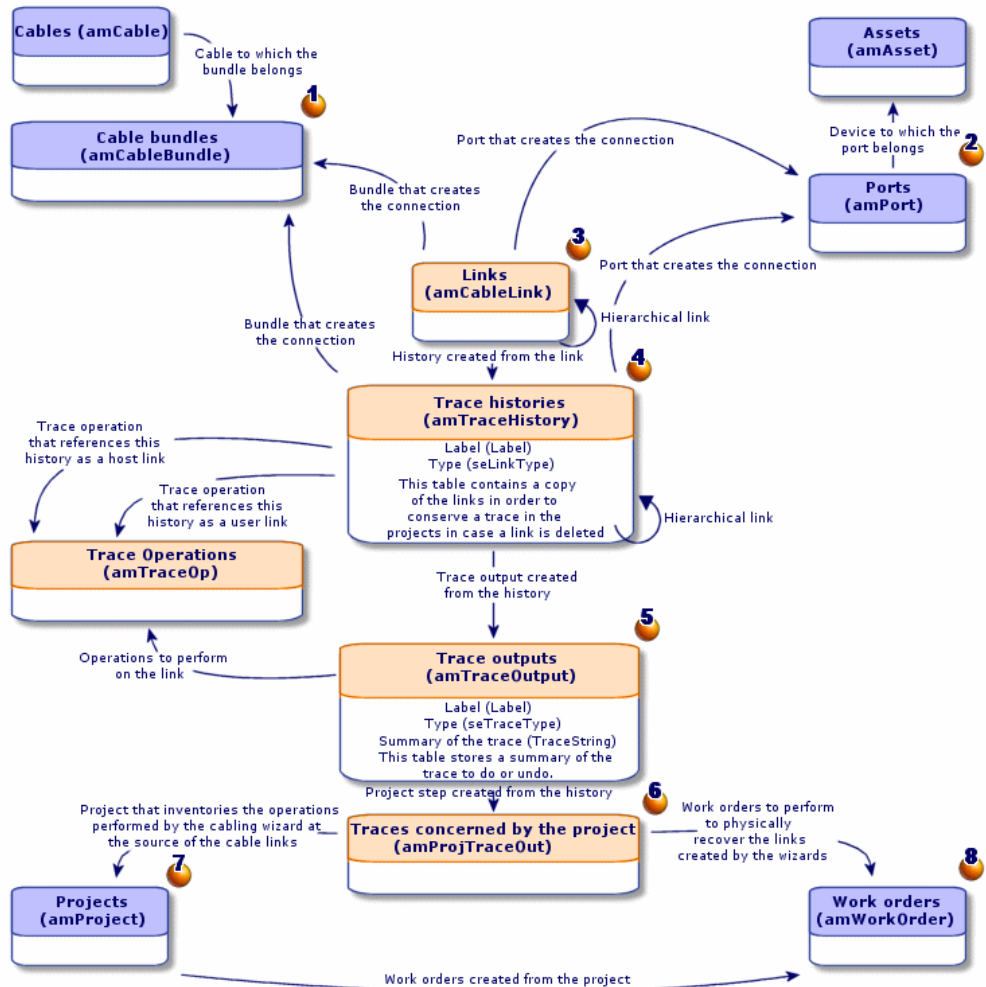 Cables (amCable)
Cable to which the
bundle belongs
1
Cable bundles
(amCableBundle)
Assets
(amAsset)
Device to which the
port belongs
2
Ports
(amPort)
Port that creates the connection
Bundle that creates
the connection
3
Links
(amCableLink)
Port that creates the connection
Hierarchical link
Bundle that creates
the connection
History created from the link
4
Trace histories
(amTraceHistory)
Label (Label)
Type (seLinkType)
This table contains a copy
of the links in order to
conserve a trace in the
projects in case a link is deleted
Hierarchical link
Trace operation
that references this
history as a host link
Trace operation
that references this
history as a user link
Trace Operations
(amTraceOp)
Trace output created
from the history
5
Operations to perform
on the link
Trace outputs
(amTraceOutput)
Label (Label)
Type (seTraceType)
Summary of the trace (TraceString)
This table stores a summary of the
trace to do or undo.
Project step created from the history
6
Traces concerned by the project
(amProjTraceOut)
Project that inventories the operations
performed by the cabling wizard at
the source of the cable links
Work orders to perform
to physically
recover the links
created by the wizards
7
Projects
(amProject)
8
Work orders
(amWorkOrder)
Work orders created from the project